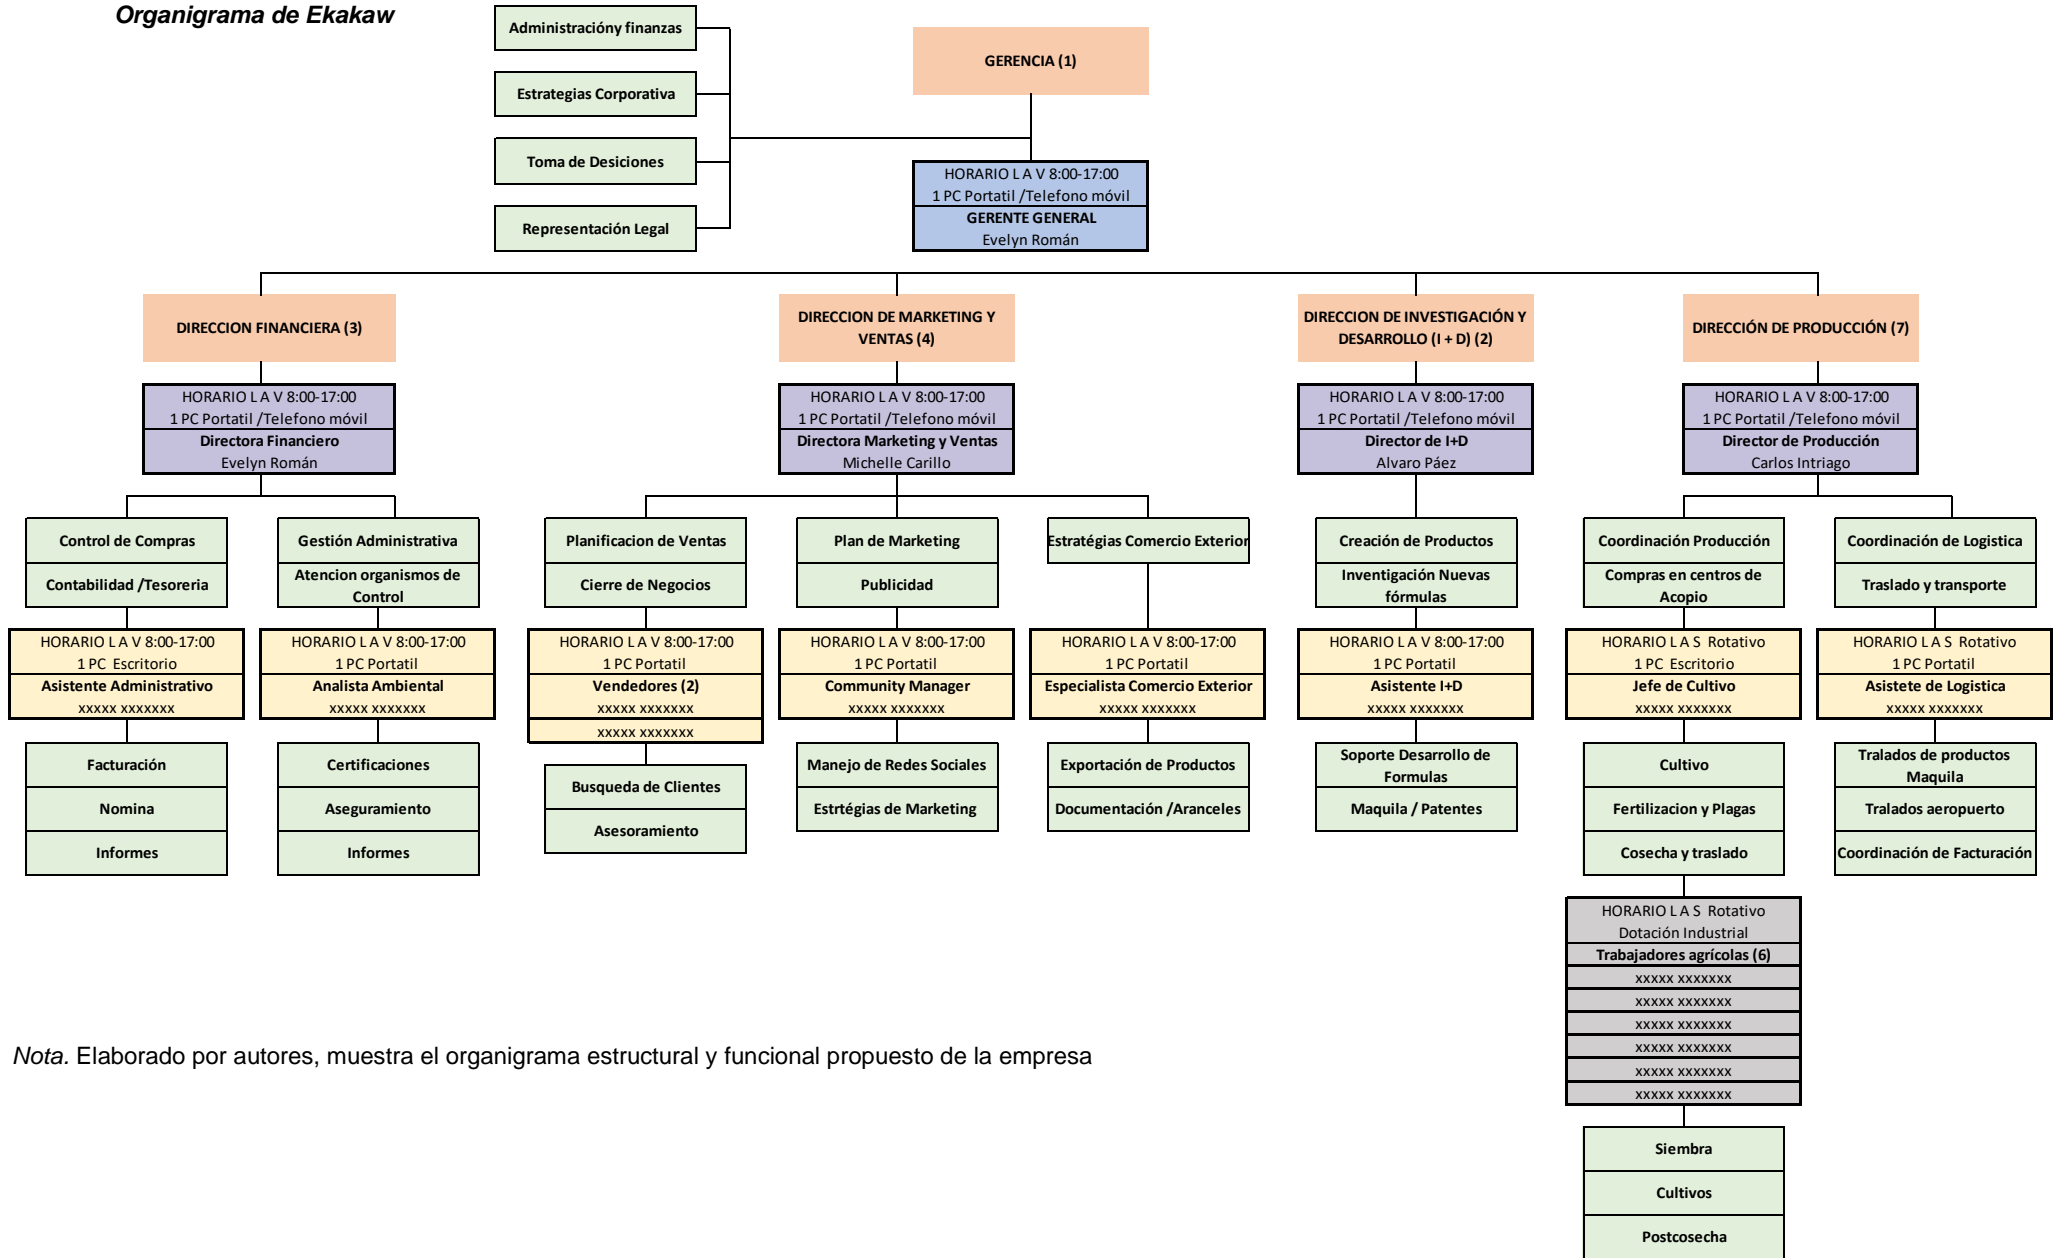 Organigrama de Ekakaw
Administracióny finanzas
Estrategias Corporativa
Toma de Desiciones
Representación Legal
GERENCIA (1)
HORARIO L A V 8:00-17:00
1 PC Portatil /Telefono móvil
GERENTE GENERAL
Evelyn Román
DIRECCION FINANCIERA (3)
HORARIO L A V 8:00-17:00
1 PC Portatil /Telefono móvil
Directora Financiero
Evelyn Román
Control de Compras
Contabilidad /Tesoreria
HORARIO L A V 8:00-17:00
1 PC Escritorio
Asistente Administrativo
xxxxx xxxxxxx
Facturación
Nomina
Informes
Gestión Administrativa
Atencion organismos de
Control
HORARIO L A V 8:00-17:00
1 PC Portatil
Analista Ambiental
xxxxx xxxxxxx
Certificaciones
Aseguramiento
Informes
DIRECCION DE MARKETING Y
VENTAS (4)
HORARIO L A V 8:00-17:00
1 PC Portatil /Telefono móvil
Directora Marketing y Ventas
Michelle Carillo
Planificacion de Ventas
Cierre de Negocios
HORARIO L A V 8:00-17:00
1 PC Portatil
Vendedores (2)
xxxxx xxxxxxx
xxxxx xxxxxxx
Busqueda de Clientes
Asesoramiento
Plan de Marketing
Publicidad
HORARIO L A V 8:00-17:00
1 PC Portatil
Community Manager
xxxxx xxxxxxx
Manejo de Redes Sociales
Estrtégias de Marketing
Estratégias Comercio Exterior
HORARIO L A V 8:00-17:00
1 PC Portatil
Especialista Comercio Exterior
xxxxx xxxxxxx
Exportación de Productos
Documentación /Aranceles
DIRECCION DE INVESTIGACIÓN Y
DESARROLLO (I + D) (2)
HORARIO L A V 8:00-17:00
1 PC Portatil /Telefono móvil
Director de I+D
Alvaro Páez
Creación de Productos
Investigación Nuevas
fórmulas
HORARIO L A V 8:00-17:00
1 PC Portatil
Asistente I+D
xxxxx xxxxxxx
Soporte Desarrollo de
Formulas
Maquila / Patentes
DIRECCIÓN DE PRODUCCIÓN (7)
HORARIO L A V 8:00-17:00
1 PC Portatil /Telefono móvil
Director de Producción
Carlos Intriago
Coordinación Producción
Compras en centros de
Acopio
HORARIO L A S Rotativo
1 PC Escritorio
Jefe de Cultivo
xxxxx xxxxxxx
Cultivo
Fertilizacion y Plagas
Cosecha y traslado
HORARIO L A S Rotativo
Dotación Industrial
Trabajadores agrícolas (6)
xxxxx xxxxxxx
xxxxx xxxxxxx
xxxxx xxxxxxx
xxxxx xxxxxxx
xxxxx xxxxxxx
xxxxx xxxxxxx
Siembra
Cultivos
Postcosecha
Coordinación de Logistica
Traslado y transporte
HORARIO L A S Rotativo
1 PC Portatil
Asistete de Logistica
xxxxx xxxxxxx
Tralados de productos
Maquila
Tralados aeropuerto
Coordinación de Facturación
Nota. Elaborado por autores, muestra el organigrama estructural y funcional propuesto de la empresa